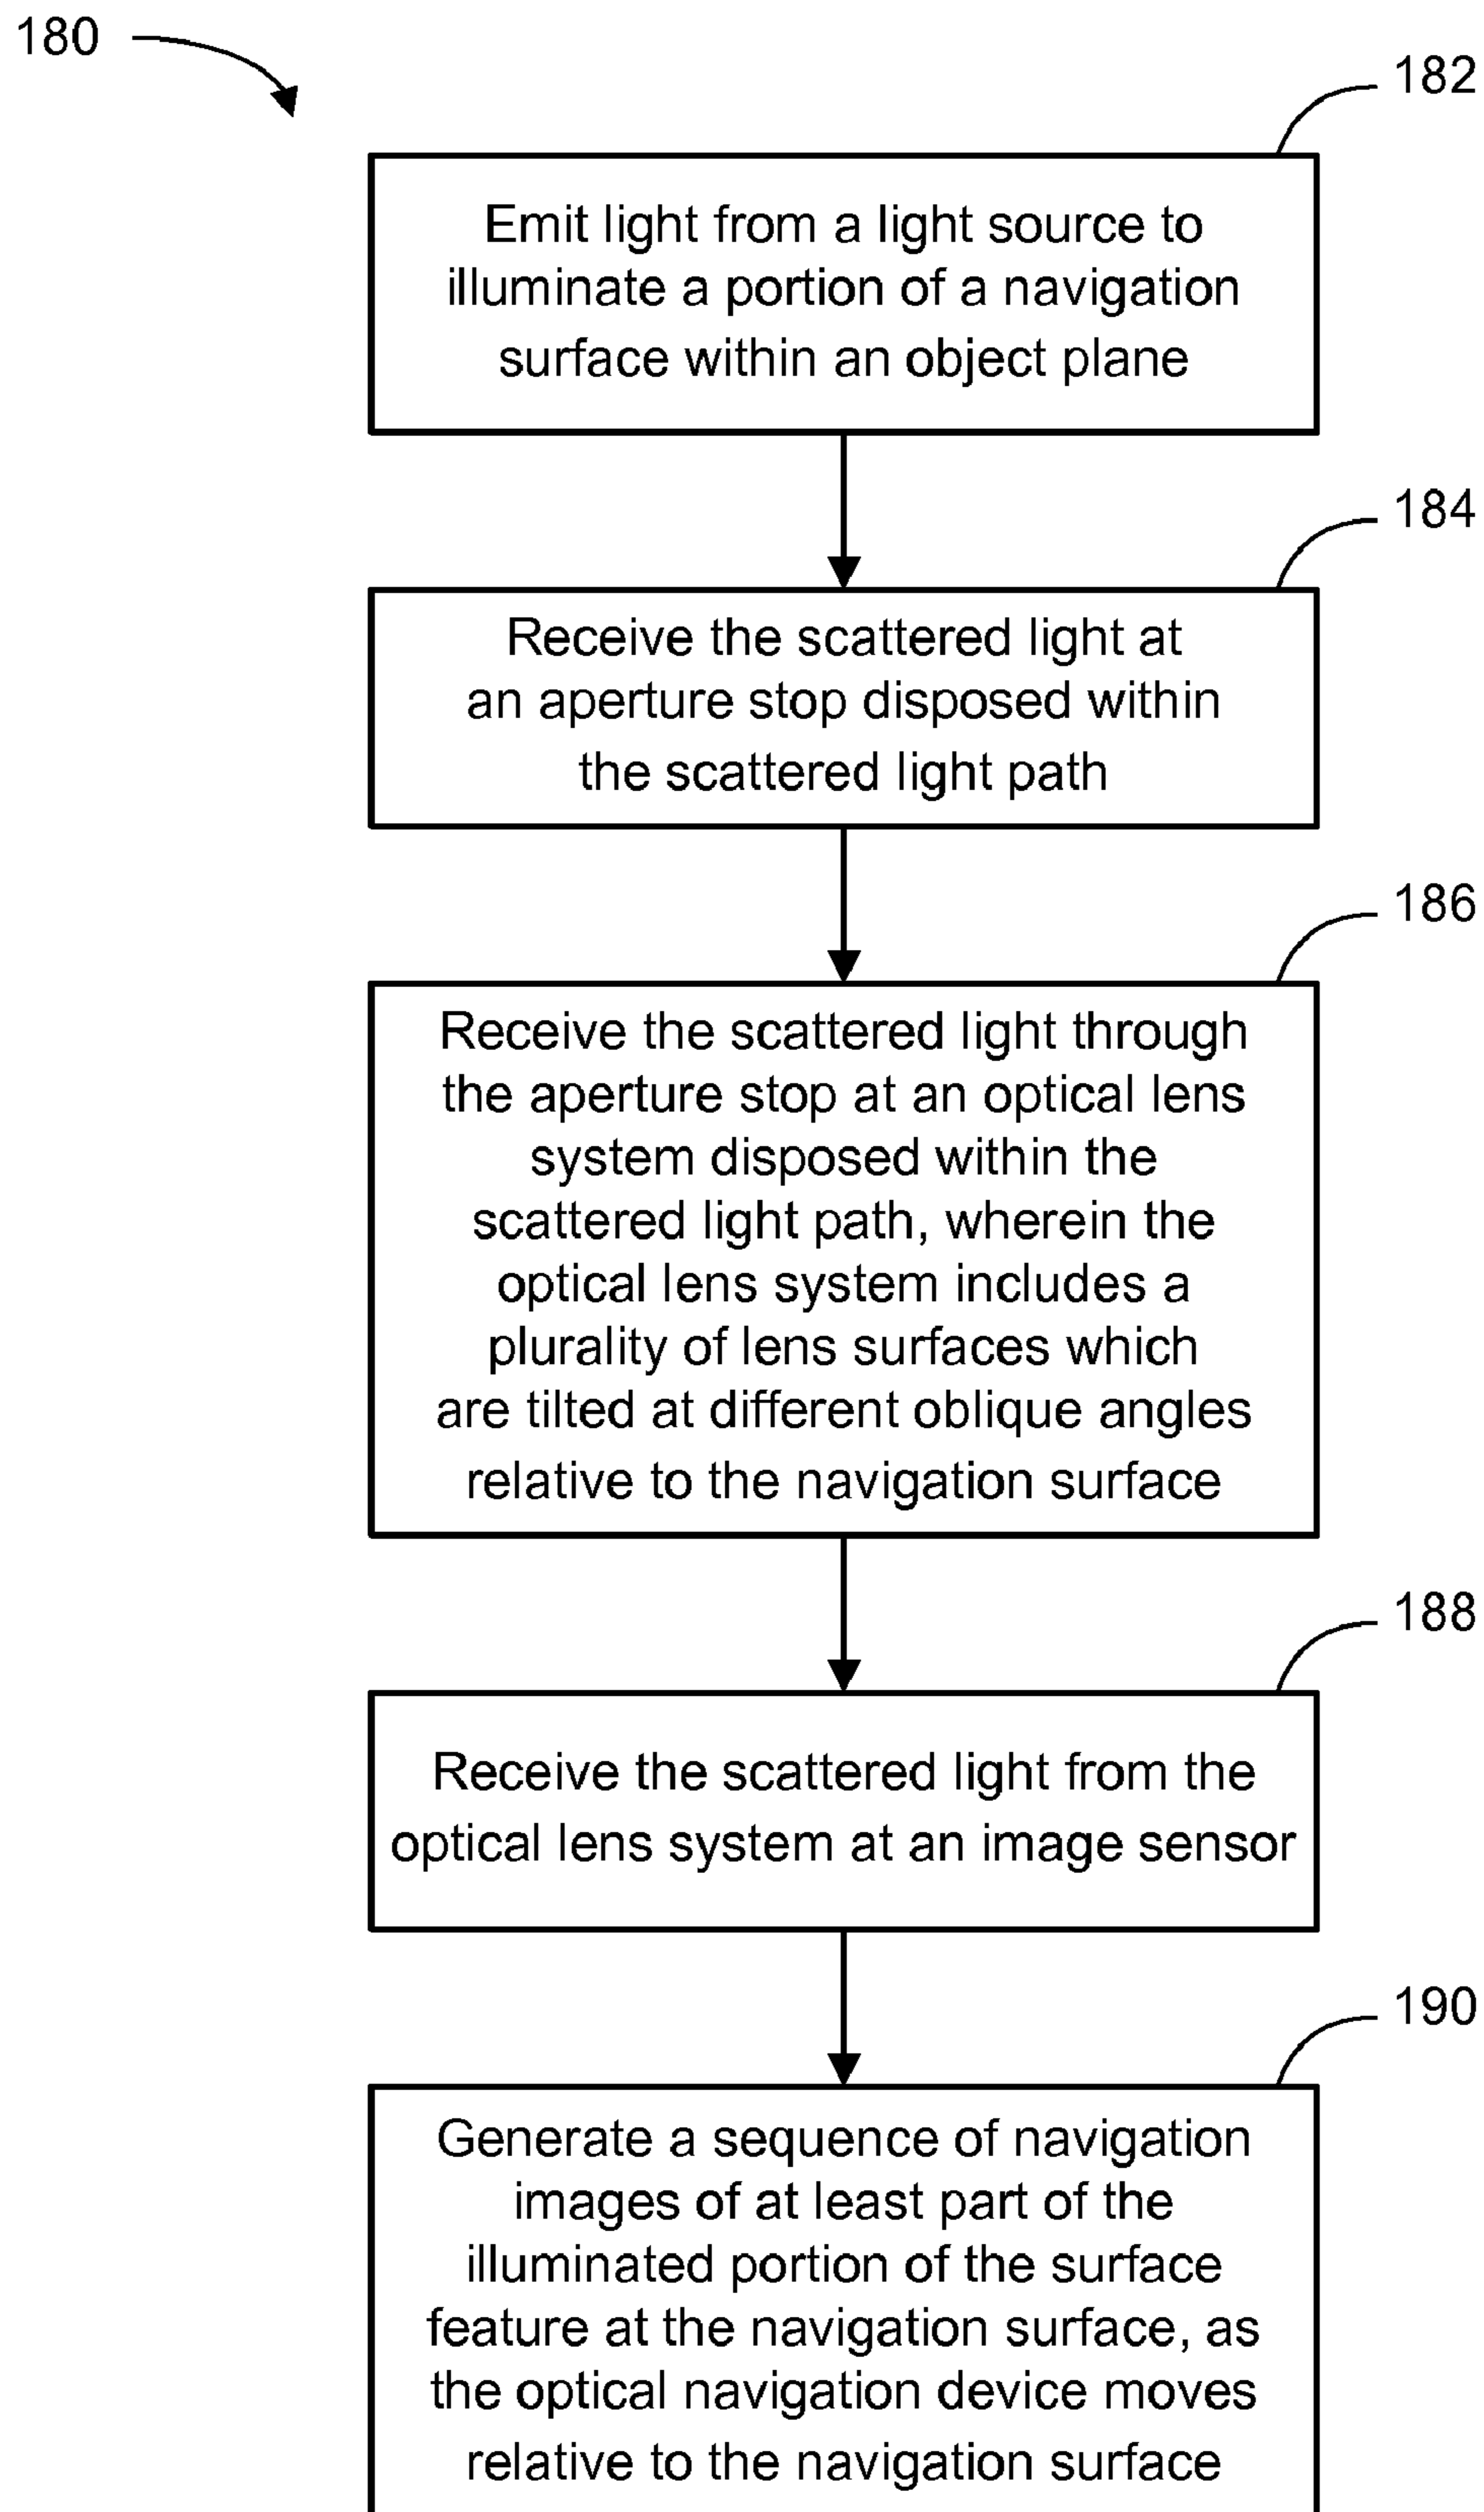 180
182
Emit light from a light source to
illuminate a portion of a navigation
surface within an object plane
184
Receive the scattered light at
an aperture stop disposed within
the scattered light path
186
Receive the scattered light through
the aperture stop at an optical lens
system disposed within the
scattered light path, wherein the
optical lens system includes a
plurality of lens surfaces which
are tilted at different oblique angles
relative to the navigation surface
188
Receive the scattered light from the
optical lens system at an image sensor
190
Generate a sequence of navigation
images of at least part of the
illuminated portion of the surface
feature at the navigation surface, as
the optical navigation device moves
relative to the navigation surface